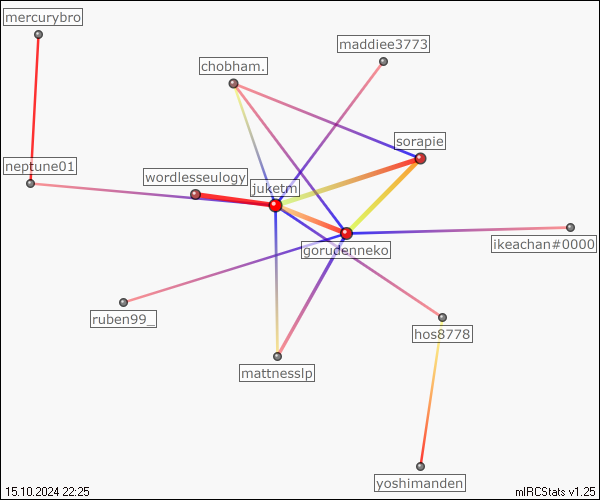 mercurybro
maddiee3773
chobham.
sorapie
neptune01
wordlesseulogy
juketn
gorudenneko
ikeachan#0000
ruben99_
hos8778
mattnesslp
yoshimanden
15.10.2024 22:25
mIRCStats v1.25